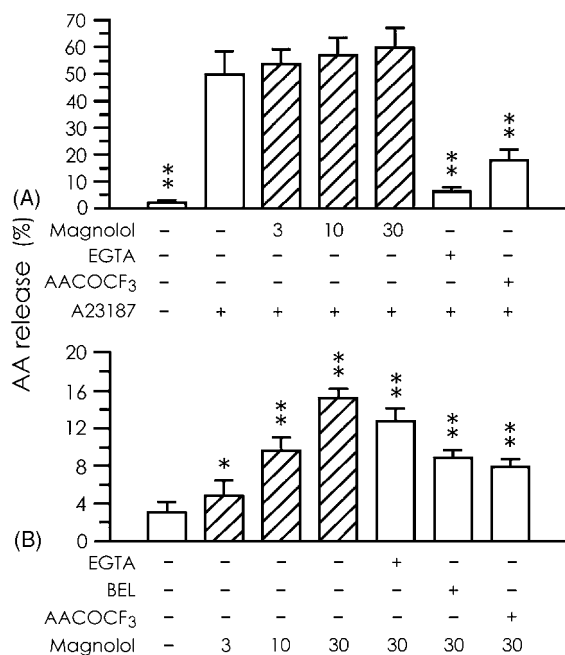 AA release (%)
70
60
50
40
30
20
10
0
(A)
**
**
**
Magnolol – – 3 10 30 – –
EGTA – – – – – + –
AACOCF3 – – – – – – +
A23187 – + + + + + +
20
16
12
8
4
0
(B)
*
**
**
**
**
**
EGTA – – – – + – –
BEL – – – – – + –
AACOCF3 – – – – – – +
Magnolol – 3 10 30 30 30 30